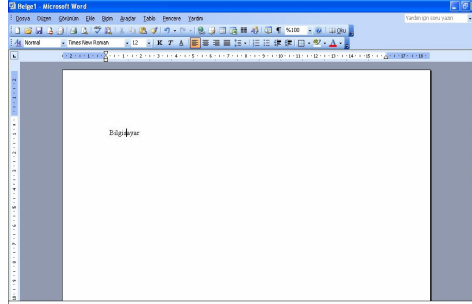 Belge1 - Microsoft Word
Dosya Düzen Görünüm Ekle Biçim Araçlar Tablo Pencere Yardım
Yardım için soru yazın
%100
Oku
Normal Times New Roman 12 K T A
Bilgisayar